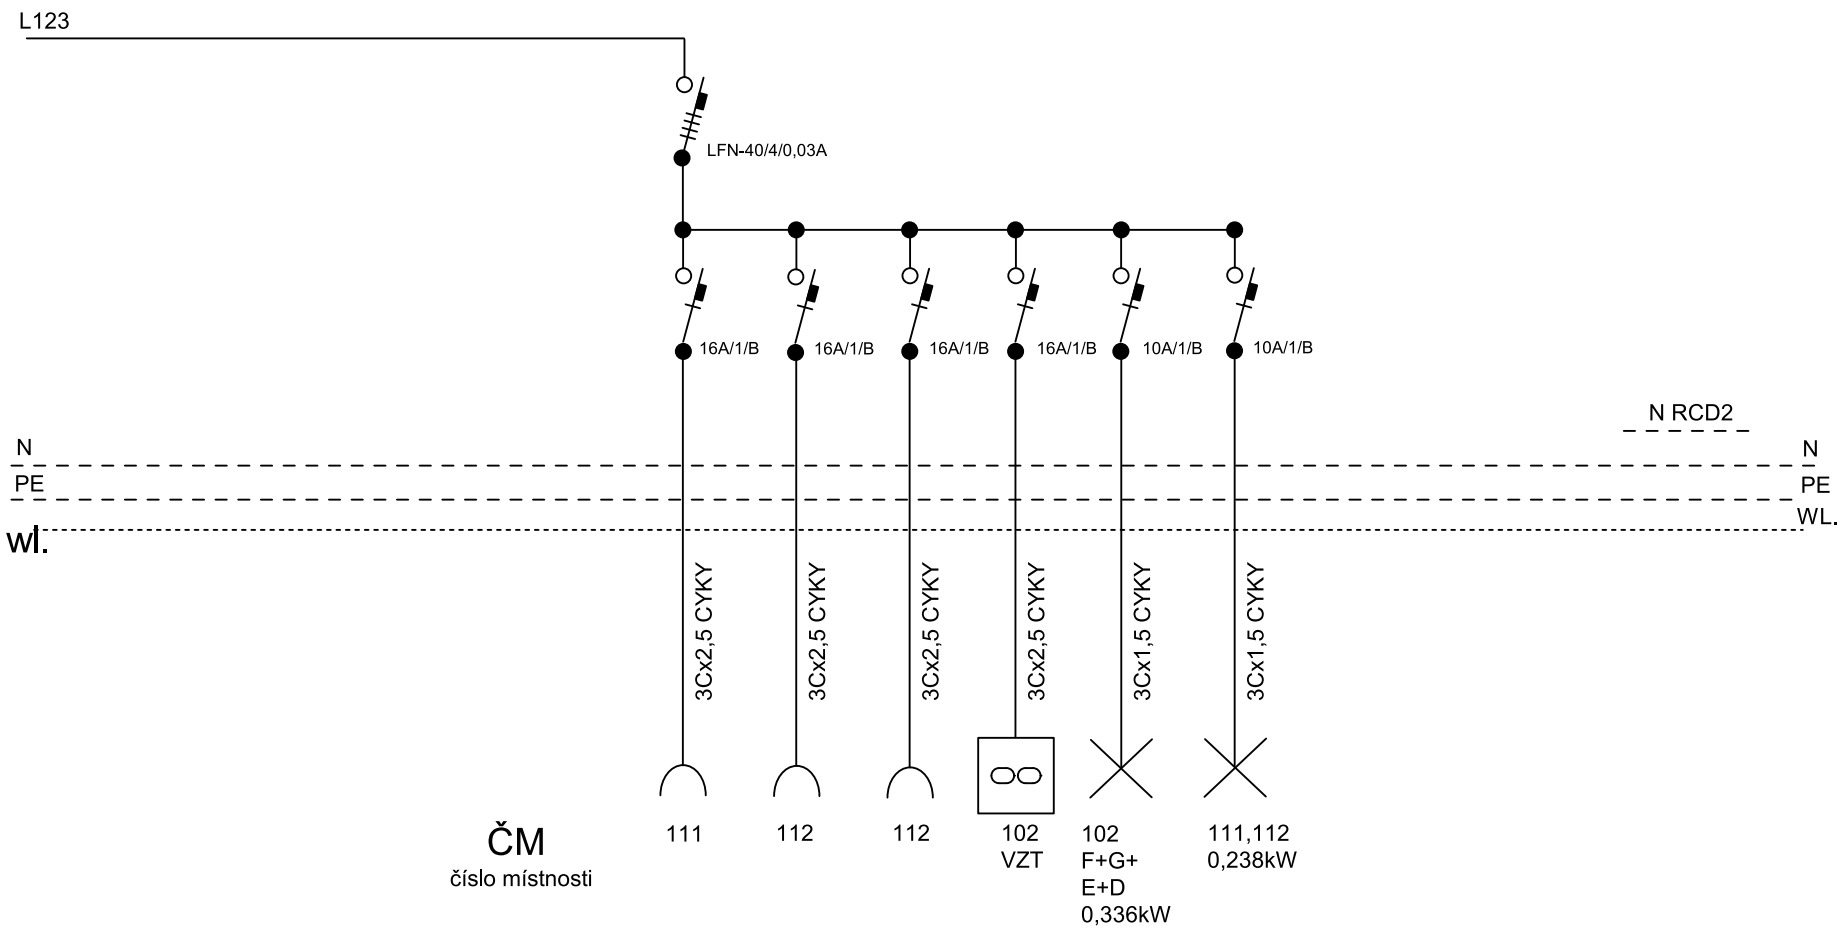 L123
LFN-40/4/0,03A
16A/1/B
16A/1/B
16A/1/B
16A/1/B
10A/1/B
10A/1/B
N RCD2
N
N
PE
PE
wl.
WL.
3Cx2,5 CYKY
3Cx2,5 CYKY
3Cx2,5 CYKY
3Cx2,5 CYKY
3Cx1,5 CYKY
3Cx1,5 CYKY
ČM
číslo místnosti
111
112
112
102
VZT
102
F+G+
E+D
0,336kW
111,112
0,238kW